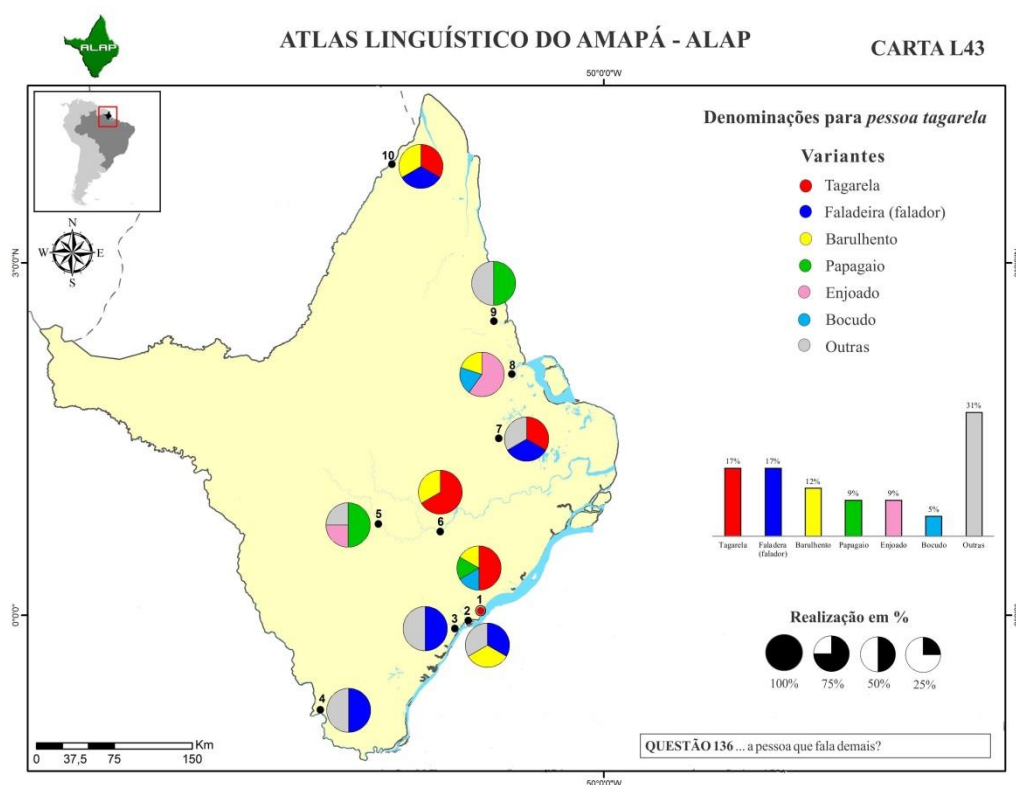 ALAP
ATLAS LINGUÍSTICO DO AMAPÁ - ALAP
CARTA L43
50°0'0"W
Denominações para pessoa tagarela
Variantes
Tagarela
Faladeira (falador)
Barulhento
Papagaio
Enjoado
Bocudo
Outras
N
W E
S
3°0'0"N
0°0'0"
10
9
8
7
5
6
1
2
3
4
31%
17%
17%
12%
9%
9%
5%
Tagarela
Faladera
(falador)
Barulhento
Papagaio
Enjoado
Bocudo
Outras
Realização em %
100%
75%
50%
25%
Km
0 37,5 75 150
QUESTÃO 136 ... a pessoa que fala demais?
50°0'0"W